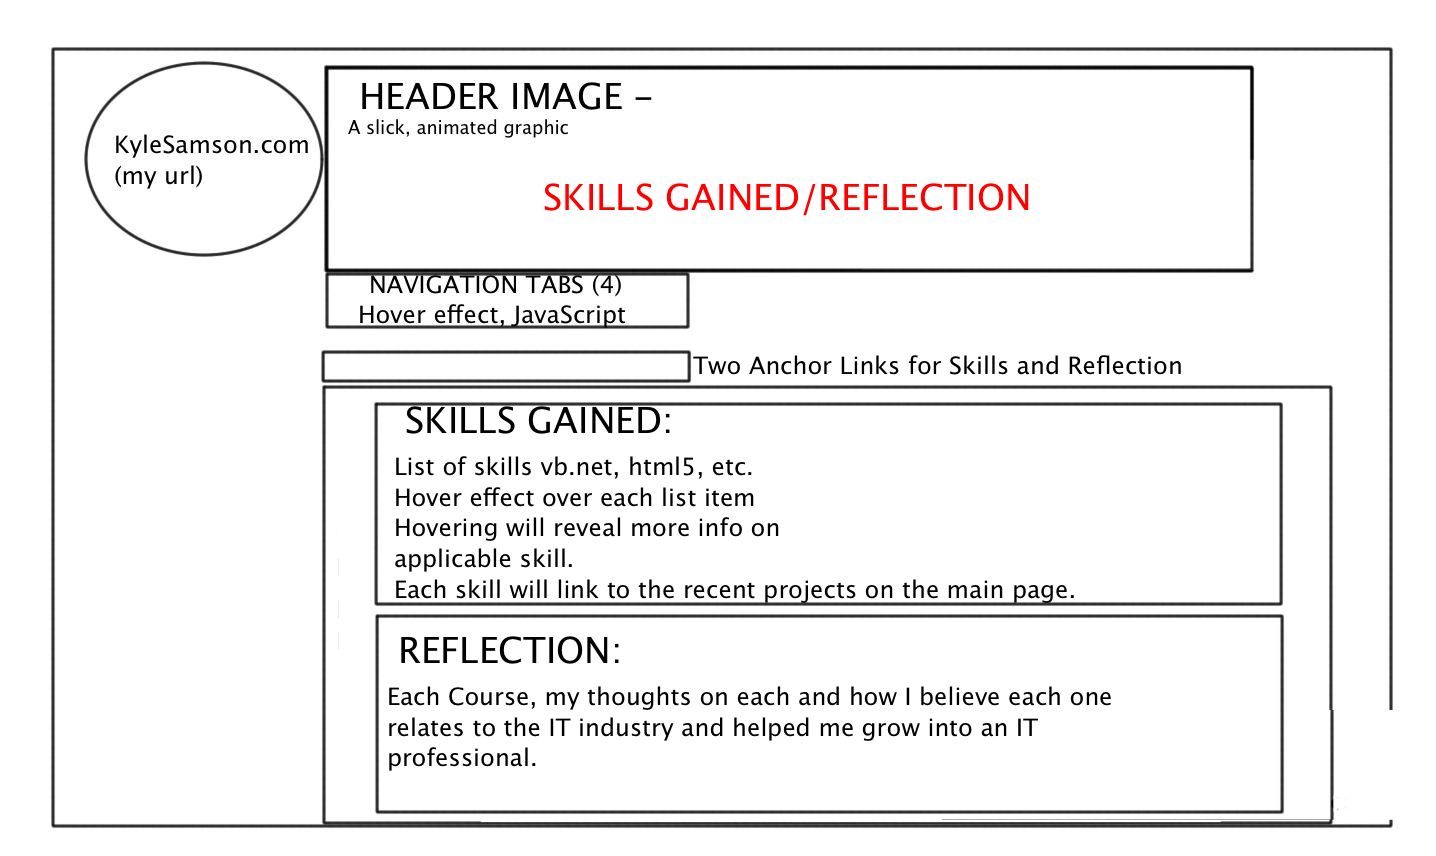 KyleSamson.com
(my url)
HEADER IMAGE –
A slick, animated graphic
SKILLS GAINED/REFLECTION
NAVIGATION TABS (4)
Hover effect, JavaScript
Two Anchor Links for Skills and Reflection
SKILLS GAINED:
List of skills vb.net, html5, etc.
Hover effect over each list item
Hovering will reveal more info on
applicable skill.
Each skill will link to the recent projects on the main page.
REFLECTION:
Each Course, my thoughts on each and how I believe each one
relates to the IT industry and helped me grow into an IT
professional.